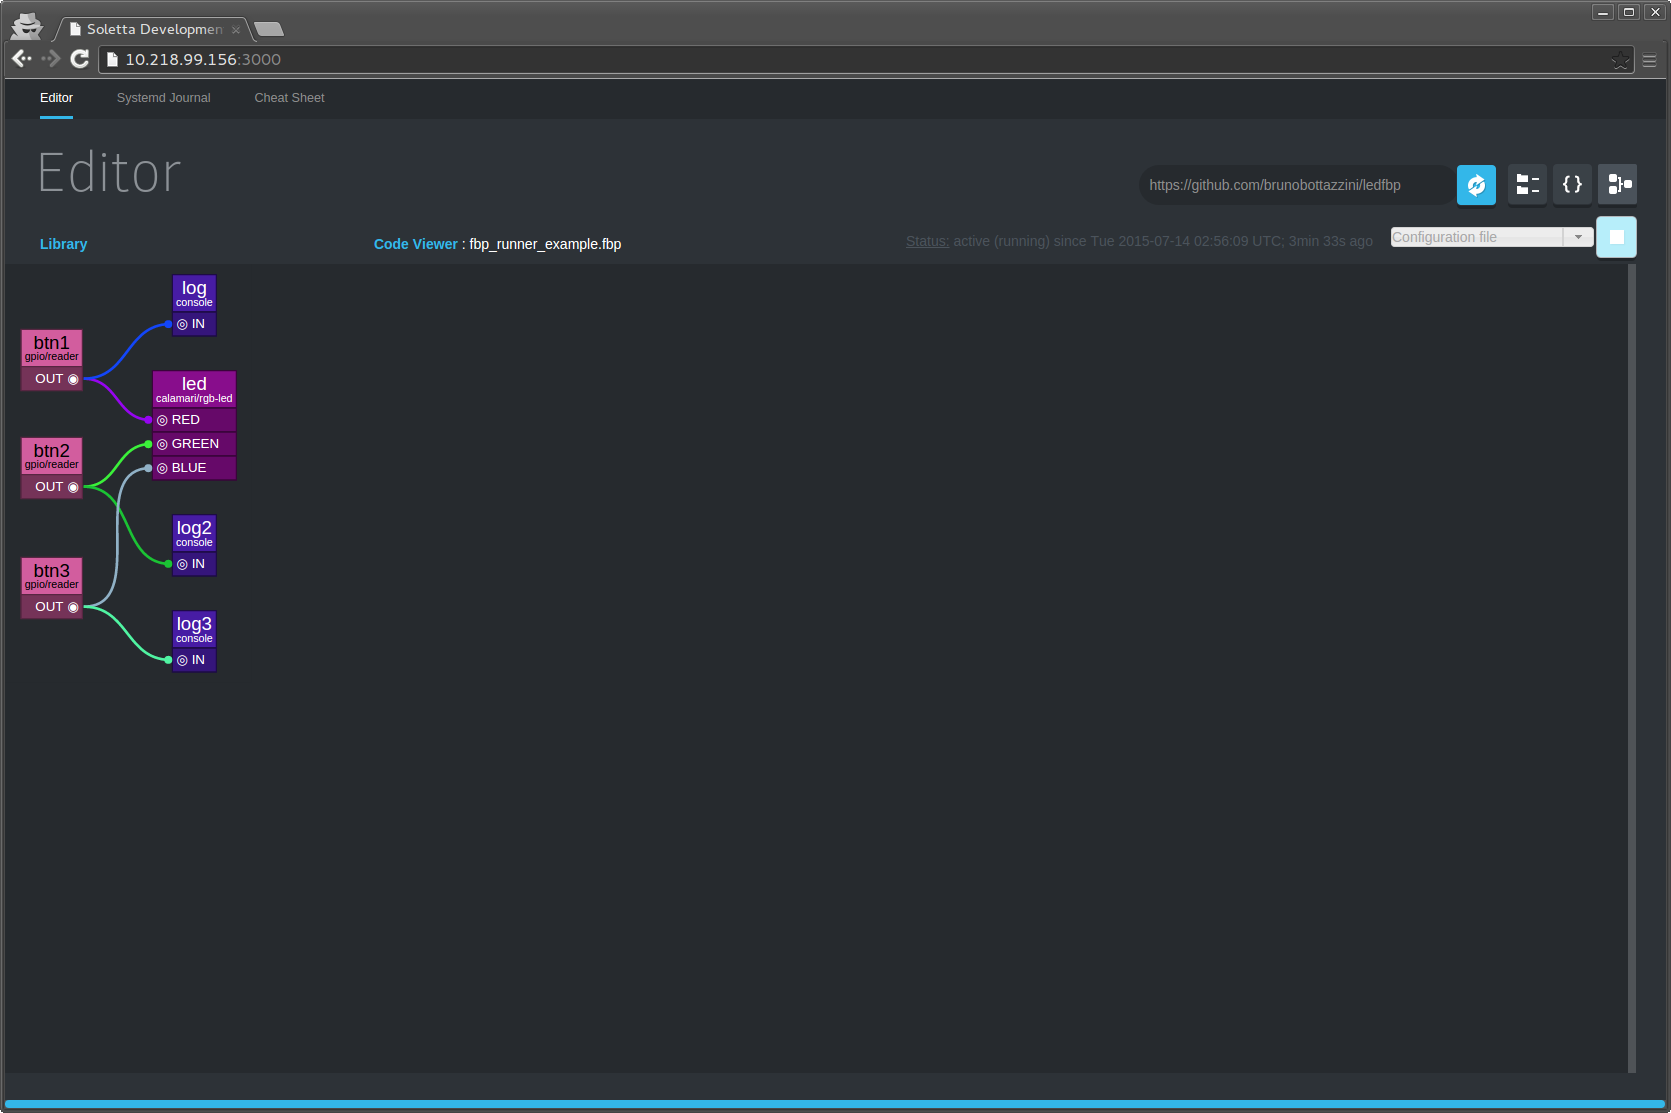 Soletta Developmen
10.218.99.156:3000
Editor
Systemd Journal
Cheat Sheet
Editor
https://github.com/brunobottazzini/ledfbp
{ }
Library
Code Viewer : fbp_runner_example.fbp
Status: active (running) since Tue 2015-07-14 02:56:09 UTC; 3min 33s ago
Configuration file
log
console
IN
btn1
gpio/reader
OUT
led
calamari/rgb-led
RED
GREEN
BLUE
btn2
gpio/reader
OUT
log2
console
IN
btn3
gpio/reader
OUT
log3
console
IN